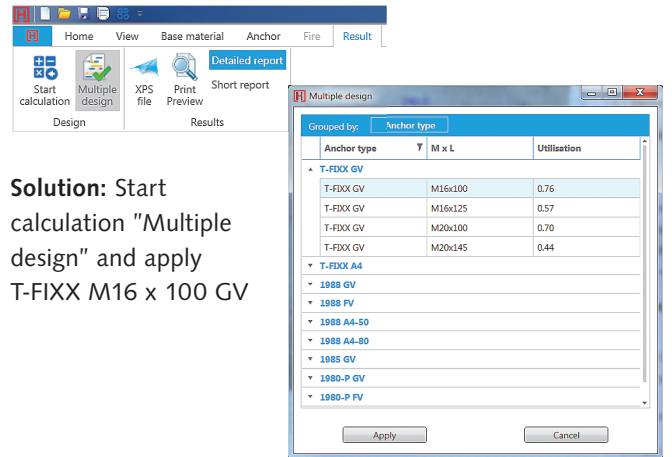 Home View Base material Anchor Fire Result
Start calculation
Multiple design
XPS file
Print Preview
Detailed report
Short report
Design Results
Multiple design
Grouped by: Anchor type
Anchor type M x L Utilisation
T-FIXX GV
T-FIXX GV M16x100 0.76
T-FIXX GV M16x125 0.57
T-FIXX GV M20x100 0.70
T-FIXX GV M20x145 0.44
T-FIXX A4
1988 GV
1988 FV
1988 A4-50
1988 A4-80
1985 GV
1980-P GV
1980-P FV
Apply Cancel
Solution: Start
calculation "Multiple
design" and apply
T-FIXX M16 x 100 GV